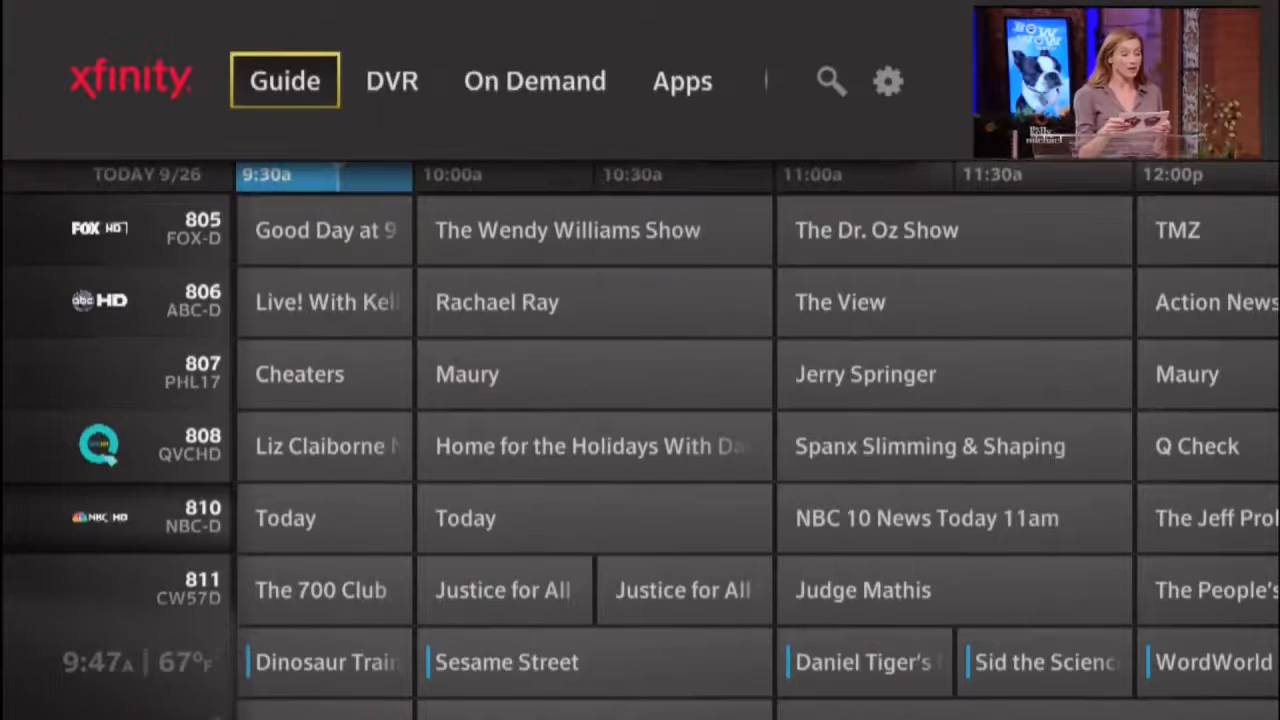 xfinity
Guide
DVR
On Demand
Apps
BOW
WOW
michael
TODAY 9/26
9:30a
10:00a
10:30a
11:00a
11:30a
12:00p
FOX HD
805
FOX-D
Good Day at 9
The Wendy Williams Show
The Dr. Oz Show
TMZ
abc HD
806
ABC-D
Live! With Kel
Rachael Ray
The View
Action News
807
PHL17
Cheaters
Maury
Jerry Springer
Maury
808
QVCHD
Liz Claiborne
Home for the Holidays With Da
Spanx Slimming & Shaping
Q Check
NBC HD
810
NBC-D
Today
Today
NBC 10 News Today 11am
The Jeff Pro
811
CW57D
The 700 Club
Justice for All
Justice for All
Judge Mathis
The People's
9:47A | 67°F
Dinosaur Train
Sesame Street
Daniel Tiger's
Sid the Scienc
WordWorld